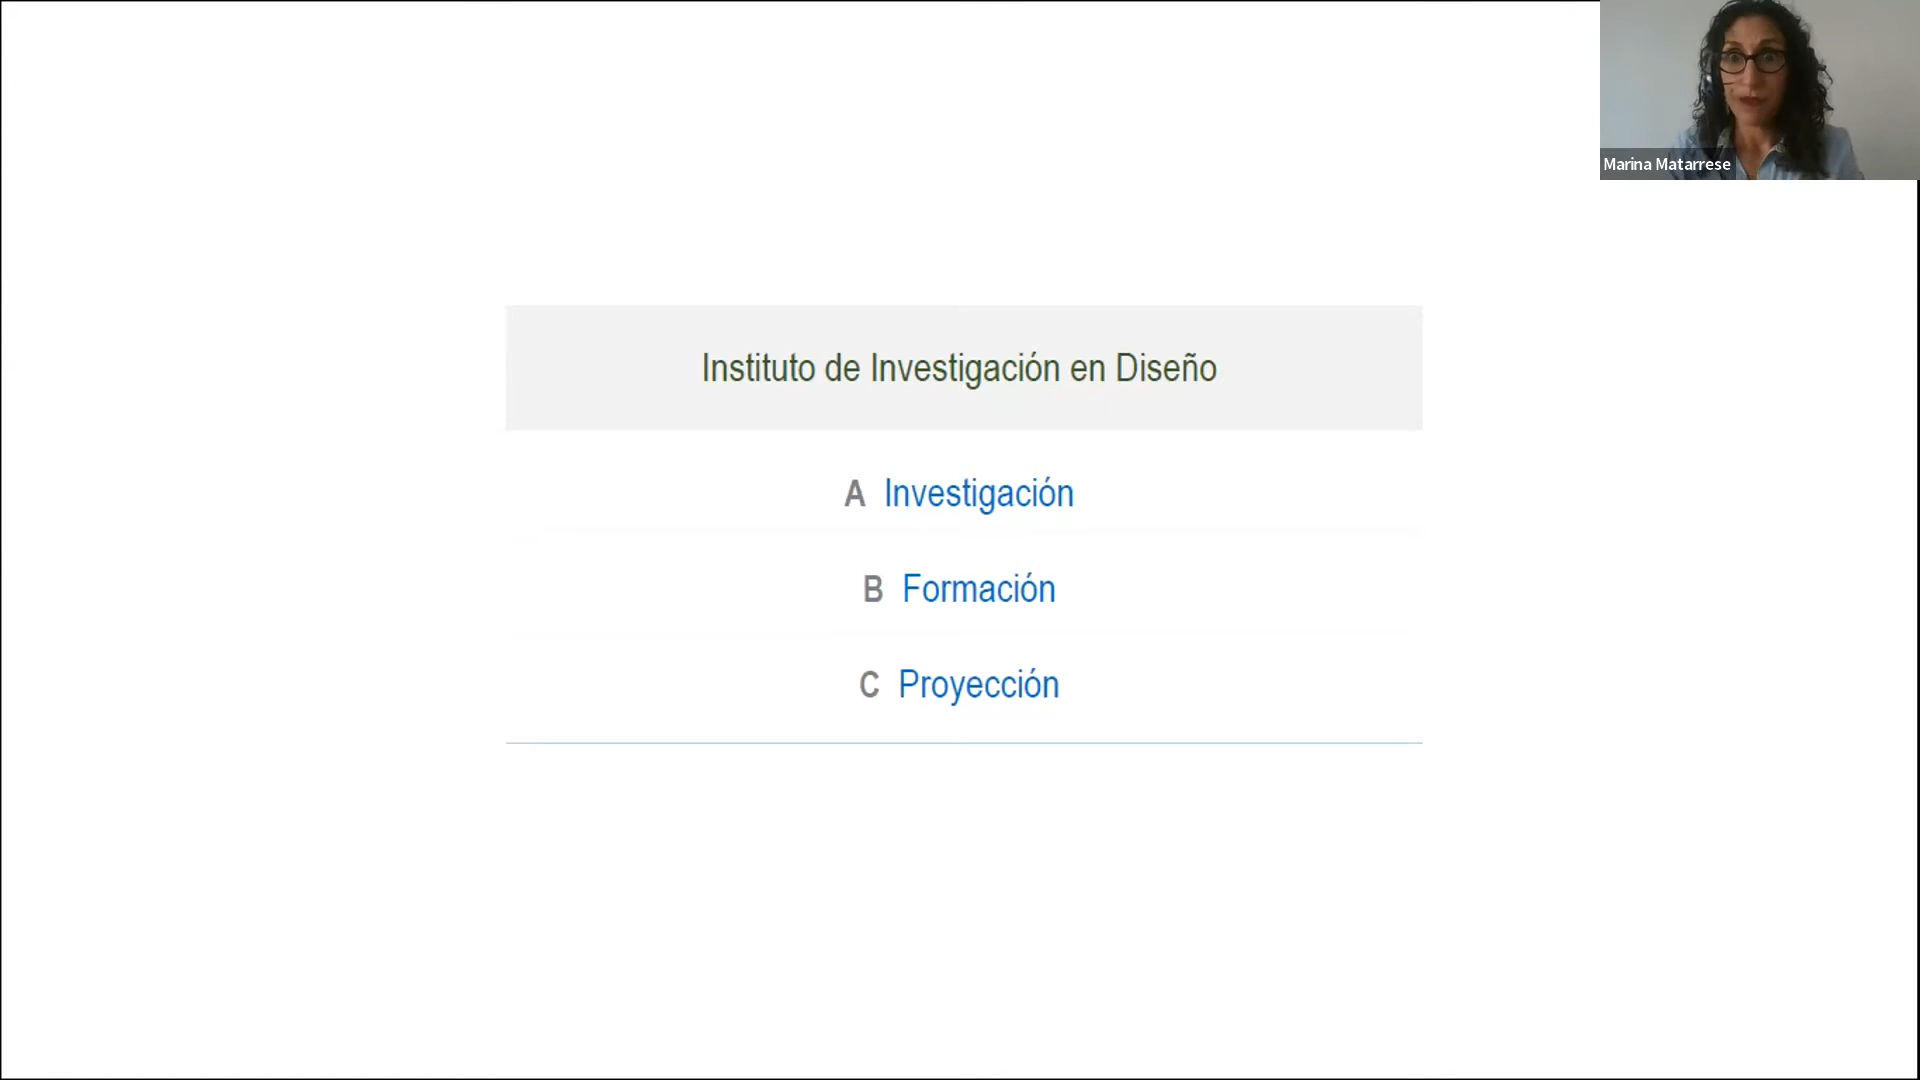 Marina Matarrese
Instituto de Investigación en Diseño
A Investigación
B Formación
C Proyección